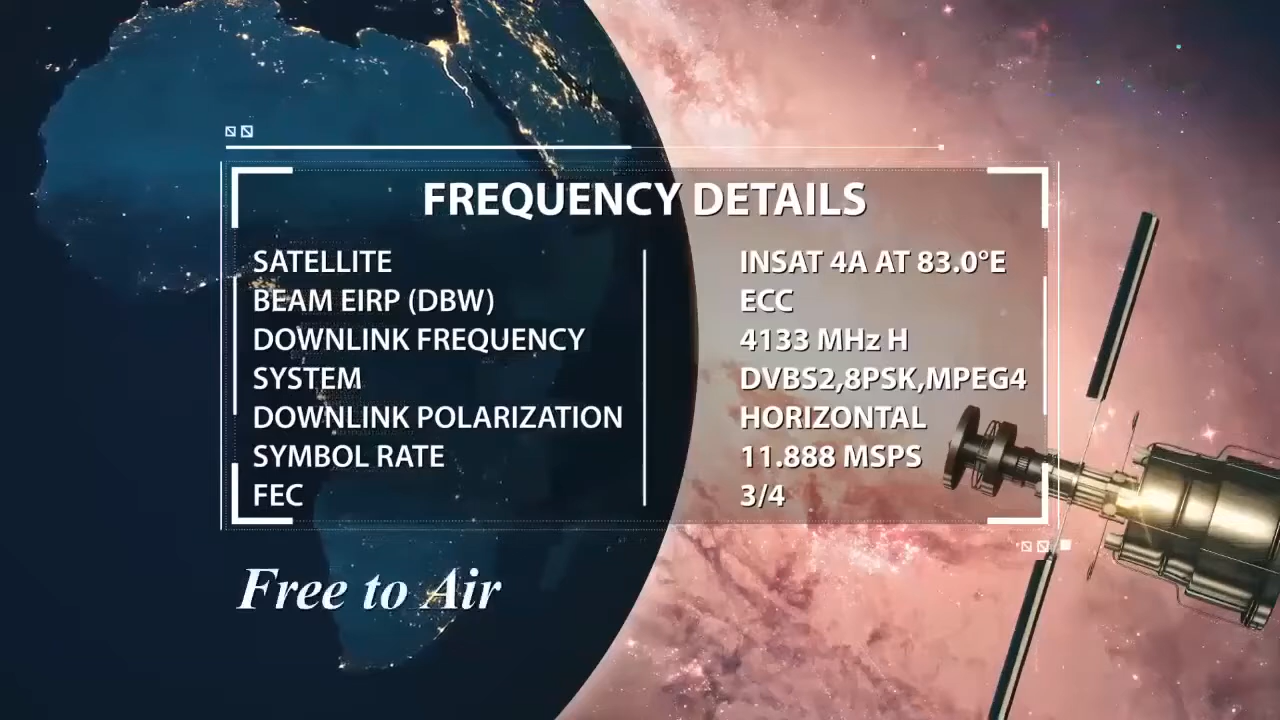 FREQUENCY DETAILS
SATELLITE INSAT 4A AT 83.0°E
BEAM EIRP (DBW) ECC
DOWNLINK FREQUENCY 4133 MHz H
SYSTEM DVBS2,8PSK,MPEG4
DOWNLINK POLARIZATION HORIZONTAL
SYMBOL RATE 11.888 MSPS
FEC 3/4
Free to Air